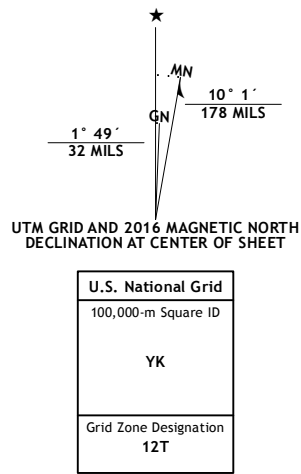 MN
GN
10° 1´
178 MILS
1° 49´
32 MILS
UTM GRID AND 2016 MAGNETIC NORTH
DECLINATION AT CENTER OF SHEET
U.S. National Grid
100,000-m Square ID
YK
Grid Zone Designation
12T